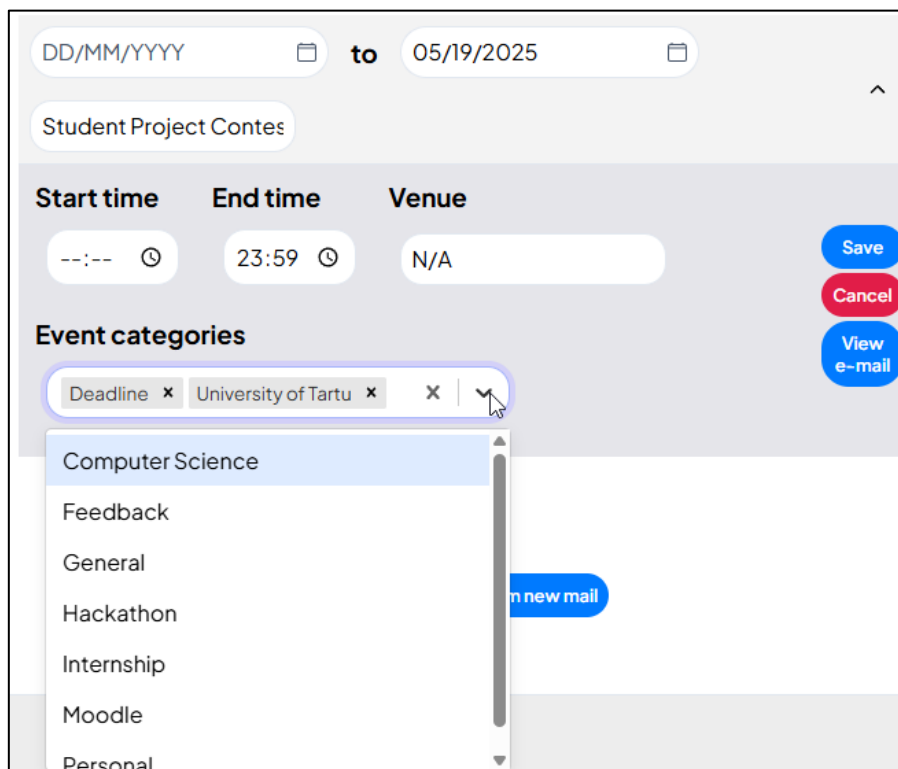 DD/MM/YYYY to 05/19/2025
Student Project Contes
Start time End time Venue
--:-- 23:59 N/A
Save
Cancel
View
e-mail
Event categories
Deadline × University of Tartu ×
Computer Science
Feedback
General
Hackathon
new mail
Internship
Moodle
Personal